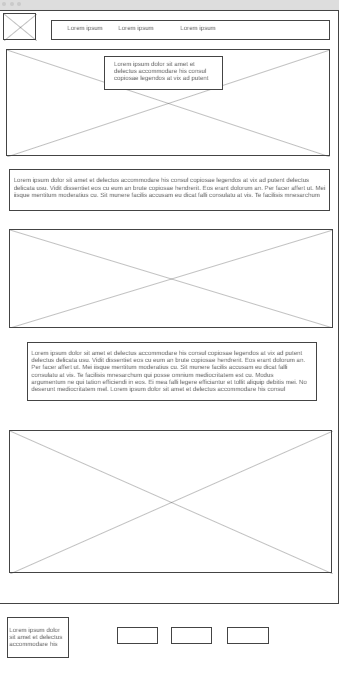 Lorem ipsum Lorem ipsum Lorem ipsum
Lorem ipsum dolor sit amet et
delectus accommodare his consul
copiosae legendos at vix ad putent
Lorem ipsum dolor sit amet et delectus accommodare his consul copiosae legendos at vix ad putent delectus
delicata usu. Vidit dissentiet eos cu eum an brute copiosae hendrerit. Eos erant dolorum an. Per facer affert ut. Mei
iisque mentitum moderatius cu. Sit munere facilis accusam eu dicat falli consulatu at vix. Te facilisis mnesarchum
Lorem ipsum dolor sit amet et delectus accommodare his consul copiosae legendos at vix ad putent
delectus delicata usu. Vidit dissentiet eos cu eum an brute copiosae hendrerit. Eos erant dolorum an.
Per facer affert ut. Mei iisque mentitum moderatius cu. Sit munere facilis accusam eu dicat falli
consulatu at vix. Te facilisis mnesarchum qui posse omnium mediocritatem est cu. Modus
argumentum ne qui tation efficiendi in eos. Ei mea falli legere efficiantur et tollit aliquip debitis mei. No
deserunt mediocritatem mel. Lorem ipsum dolor sit amet et delectus accommodare his consul
Lorem ipsum dolor
sit amet et delectus
accommodare his